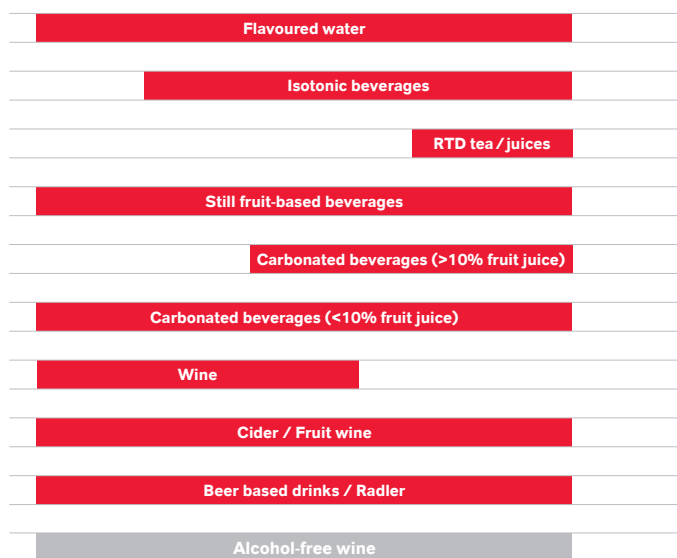 Flavoured water
Isotonic beverages
RTD tea/juices
Still fruit-based beverages
Carbonated beverages (>10% fruit juice)
Carbonated beverages (<10% fruit juice)
Wine
Cider / Fruit wine
Beer based drinks / Radler
Alcohol-free wine